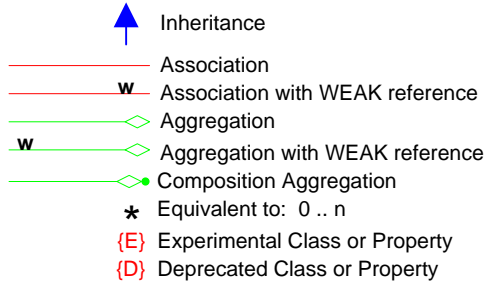 Inheritance
Association
w Association with WEAK reference
Aggregation
w Aggregation with WEAK reference
Composition Aggregation
* Equivalent to: 0 .. n
{E} Experimental Class or Property
{D} Deprecated Class or Property